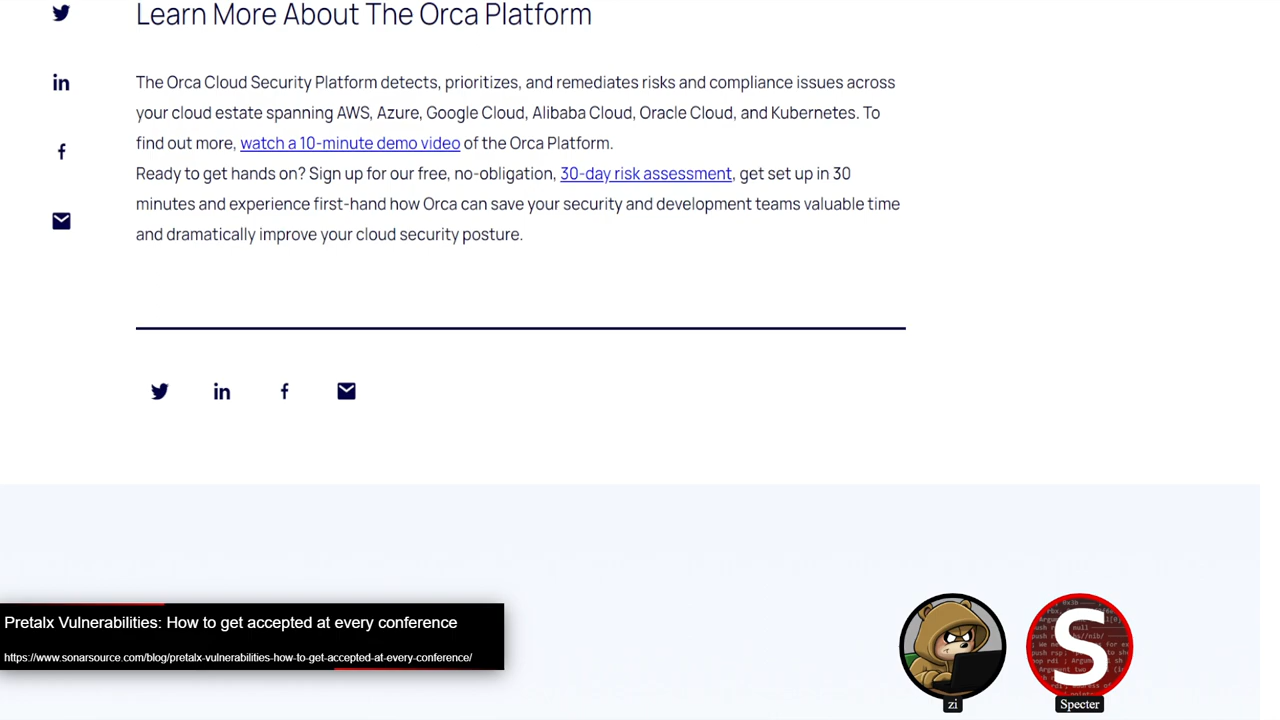 Learn More About The Orca Platform
The Orca Cloud Security Platform detects, prioritizes, and remediates risks and compliance issues across
your cloud estate spanning AWS, Azure, Google Cloud, Alibaba Cloud, Oracle Cloud, and Kubernetes. To
find out more, watch a 10-minute demo video of the Orca Platform.
Ready to get hands on? Sign up for our free, no-obligation, 30-day risk assessment, get set up in 30
minutes and experience first-hand how Orca can save your security and development teams valuable time
and dramatically improve your cloud security posture.
Pretalx Vulnerabilities: How to get accepted at every conference
https://www.sonarsource.com/blog/pretalx-vulnerabilities-how-to-get-accepted-at-every-conference/
S
zi
Specter